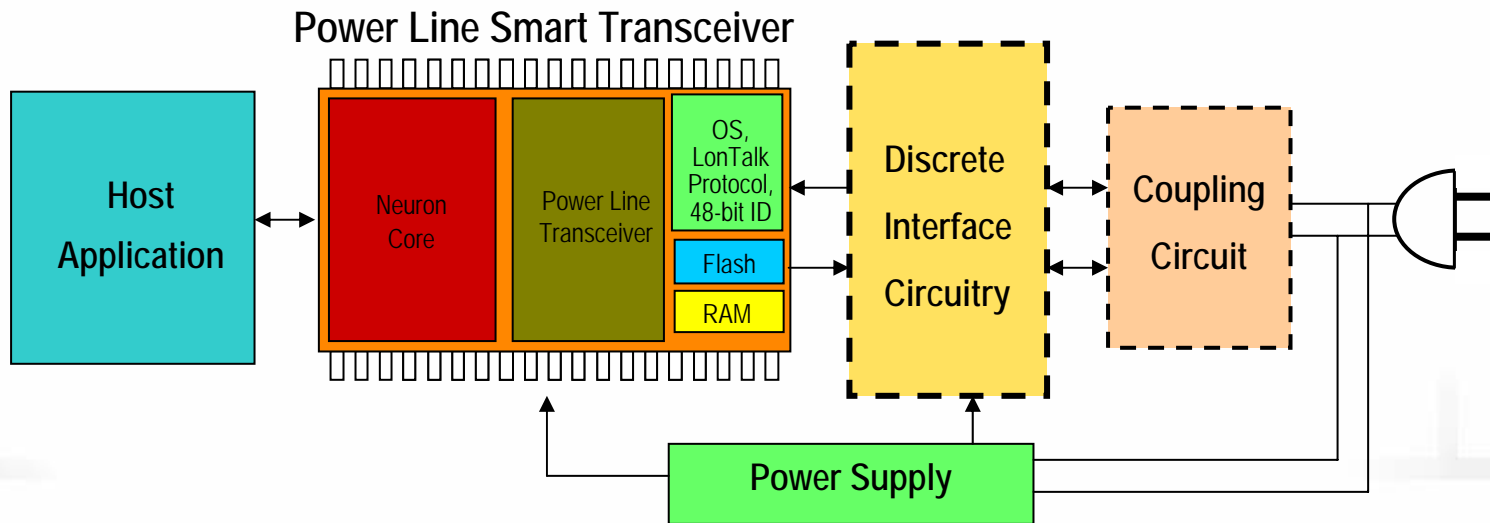 Power Line Smart Transceiver
Host
Application
Neuron
Core
Power Line
Transceiver
OS,
LonTalk
Protocol,
48-bit ID
Flash
RAM
Discrete
Interface
Circuitry
Coupling
Circuit
Power Supply